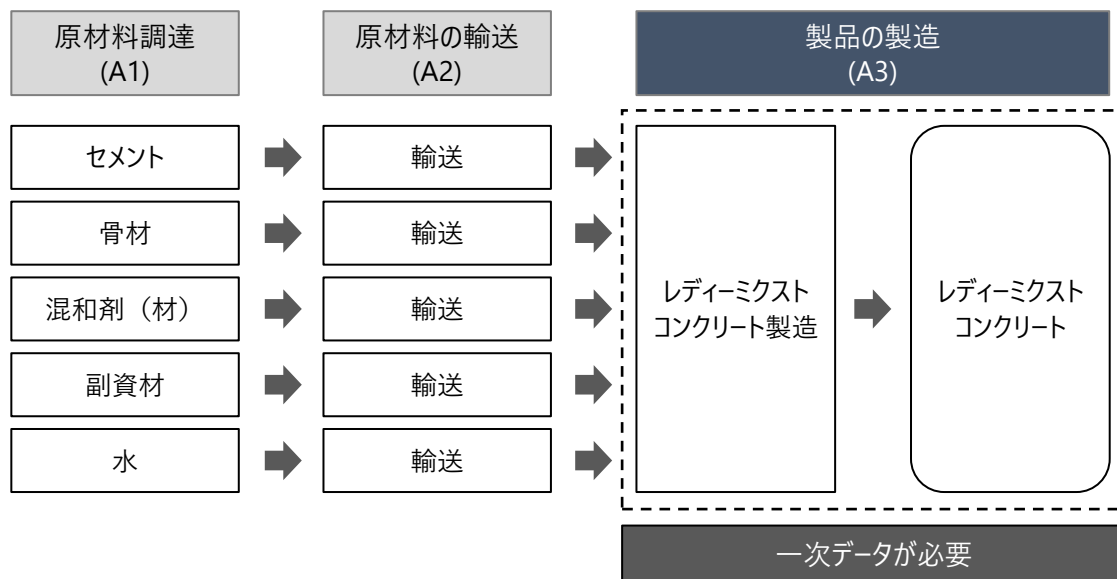 原材料調達
(A1)
原材料の輸送
(A2)
製品の製造
(A3)
セメント
輸送
骨材
輸送
混和剤（材）
輸送
副資材
輸送
水
輸送
レディーミクスト
コンクリート製造
レディーミクスト
コンクリート
一次データが必要